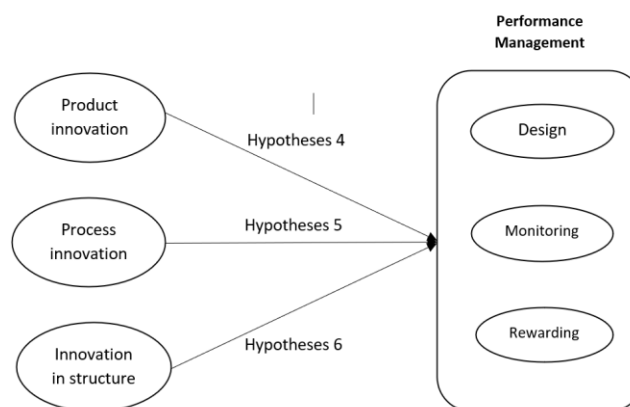 Performance
Management
Product
innovation
Hypotheses 4
Design
Process
innovation
Hypotheses 5
Monitoring
Innovation
in structure
Hypotheses 6
Rewarding